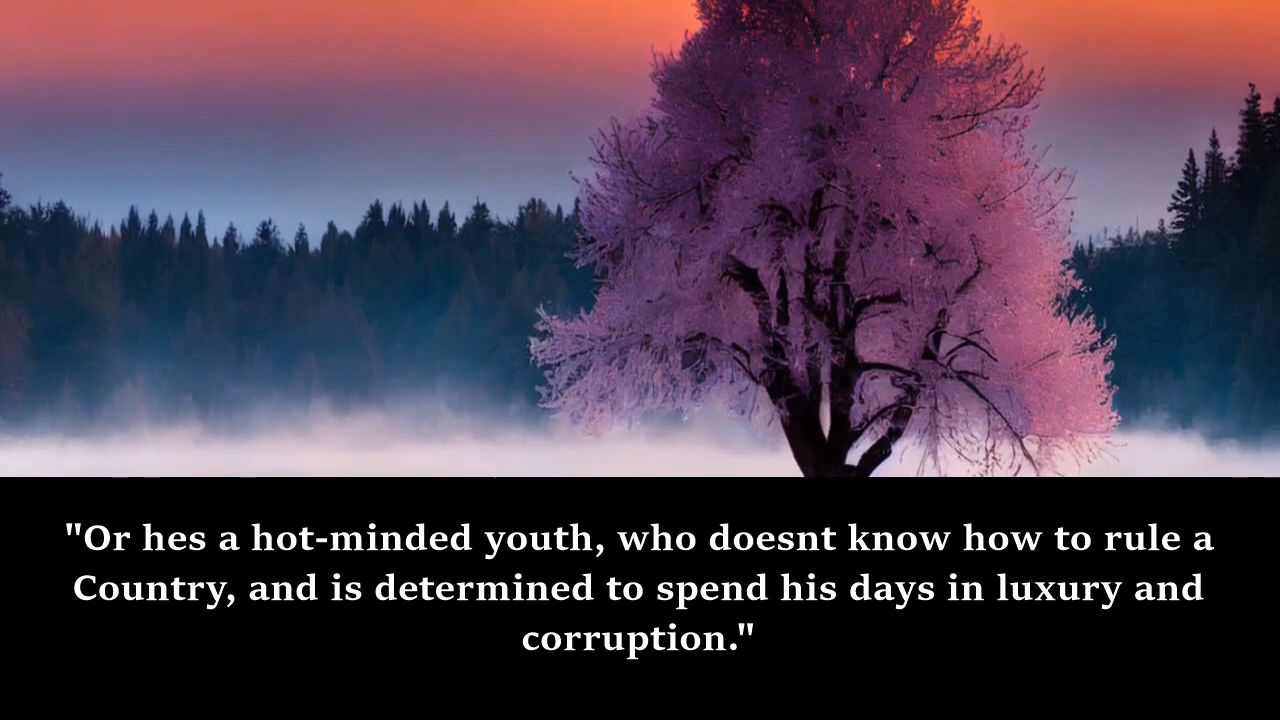 "Or hes a hot-minded youth, who doesnt know how to rule a
Country, and is determined to spend his days in luxury and
corruption."